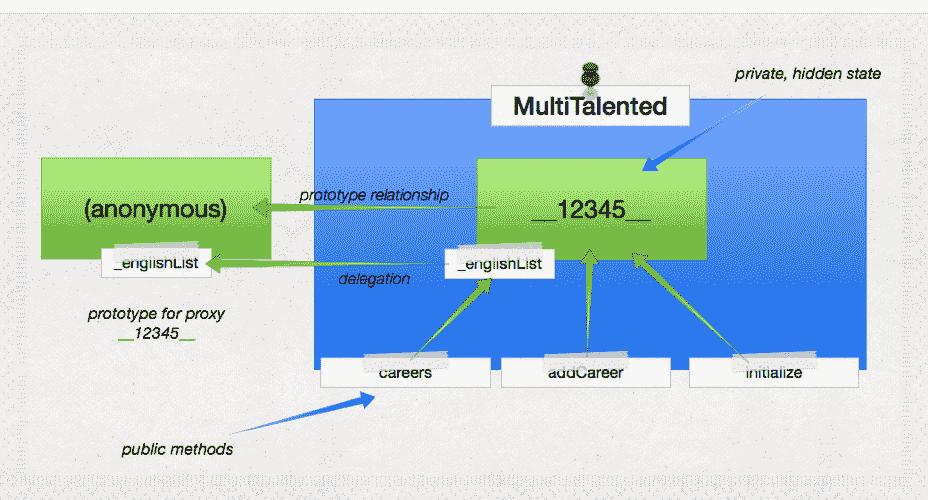 private, hidden state
MultiTalented
prototype relationship
(anonymous)
__12345__
_englishList
_englishList
delegation
prototype for proxy
__12345__
careers
addCareer
initialize
public methods